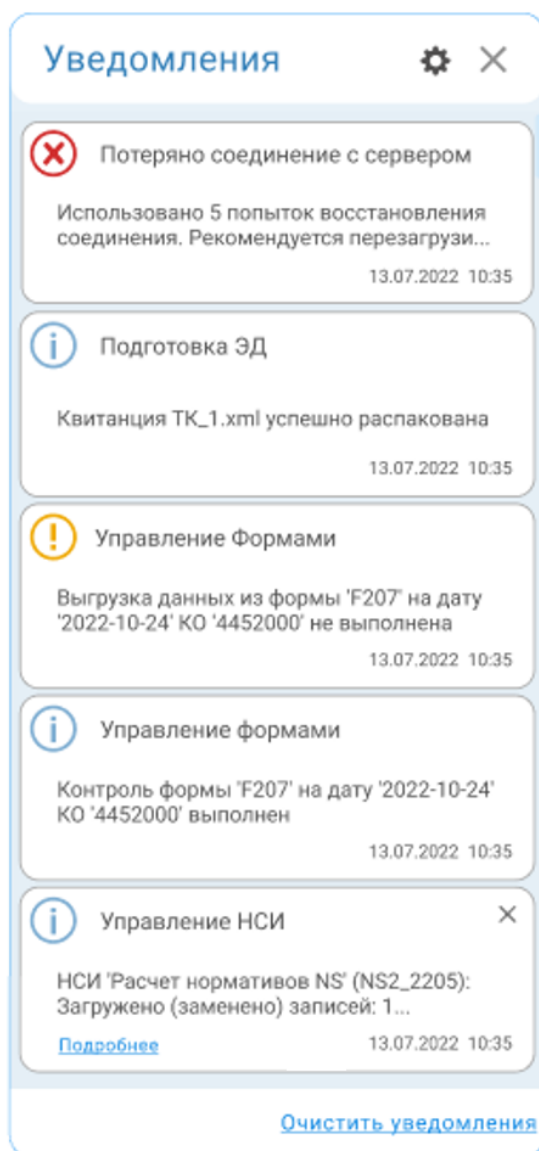 Уведомления
Потеряно соединение с сервером
Использовано 5 попыток восстановления
соединения. Рекомендуется перезагрузи...
13.07.2022 10:35
Подготовка ЭД
Квитанция ТК_1.xml успешно распакована
13.07.2022 10:35
Управление Формами
Выгрузка данных из формы 'F207' на дату
'2022-10-24' КО '4452000' не выполнена
13.07.2022 10:35
Управление формами
Контроль формы 'F207' на дату '2022-10-24'
КО '4452000' выполнен
13.07.2022 10:35
Управление НСИ
НСИ 'Расчет нормативов NS' (NS2_2205):
Загружено (заменено) записей: 1...
Подробнее 13.07.2022 10:35
Очистить уведомления